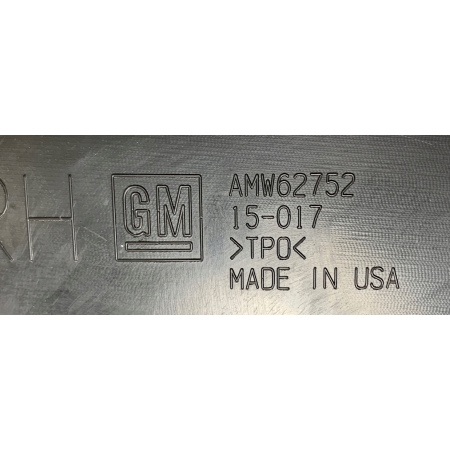 RH
GM
AMW62752
15-017
>TPO<
MADE IN USA